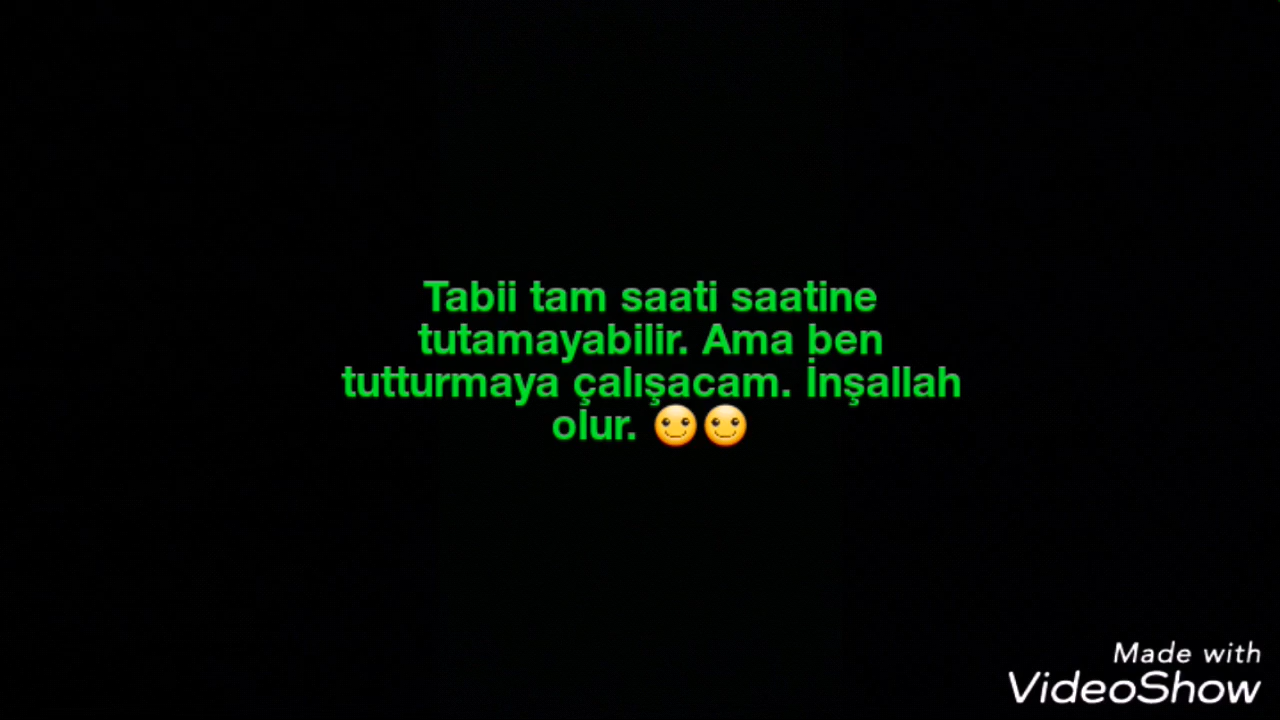 Tabii tam saati saatine
tutamayabilir. Ama ben
tutturmaya çalışacam. İnşallah
olur. 🙂🙂
Made with
VideoShow